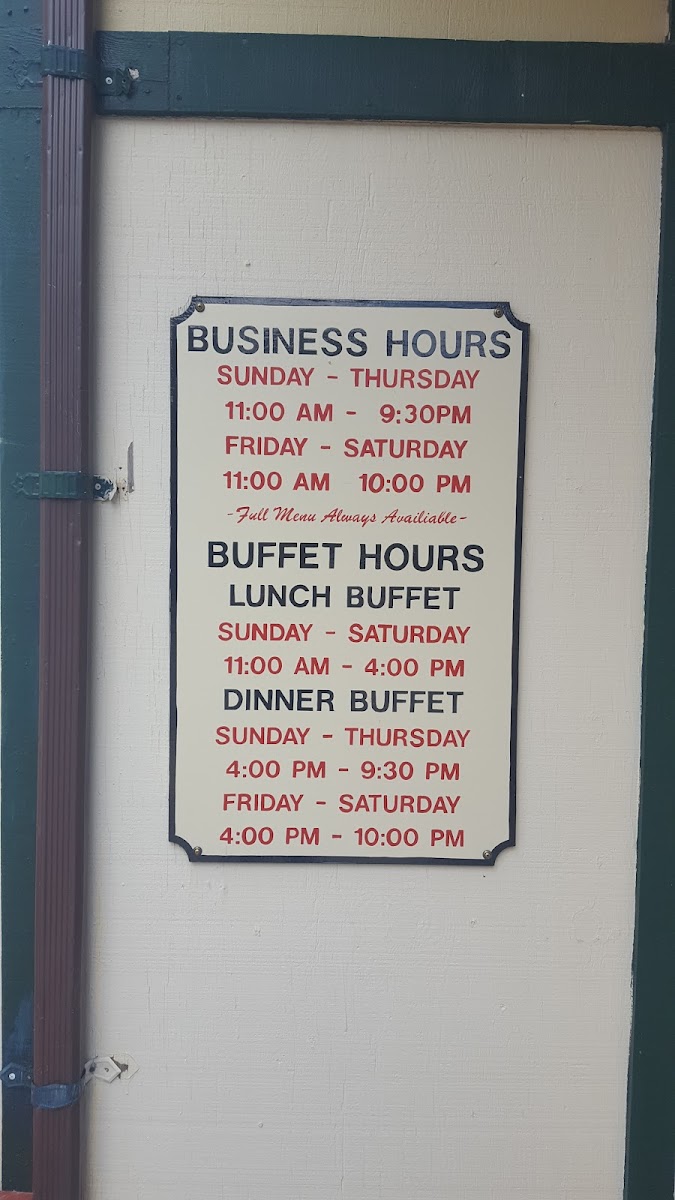 BUSINESS HOURS
SUNDAY - THURSDAY
11:00 AM - 9:30PM
FRIDAY - SATURDAY
11:00 AM 10:00 PM
-Full Menu Always Availiable-
BUFFET HOURS
LUNCH BUFFET
SUNDAY - SATURDAY
11:00 AM - 4:00 PM
DINNER BUFFET
SUNDAY - THURSDAY
4:00 PM - 9:30 PM
FRIDAY - SATURDAY
4:00 PM - 10:00 PM